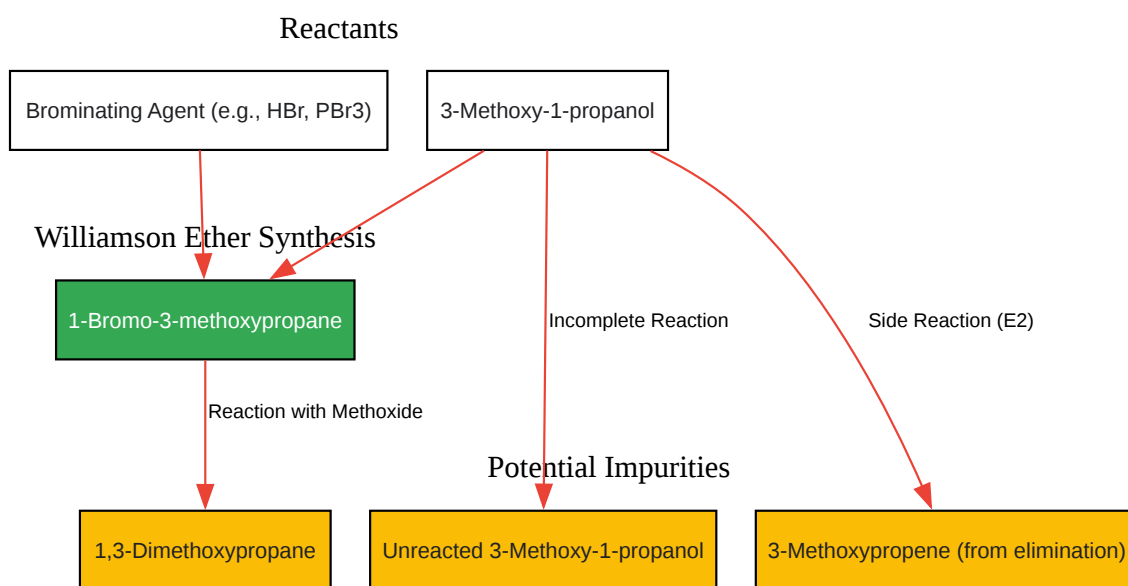 Reactants
Brominating Agent (e.g., HBr, PBr3)
3-Methoxy-1-propanol
Williamson Ether Synthesis
1-Bromo-3-methoxypropane
Incomplete Reaction
Side Reaction (E2)
Reaction with Methoxide
Potential Impurities
1,3-Dimethoxypropane
Unreacted 3-Methoxy-1-propanol
3-Methoxypropene (from elimination)